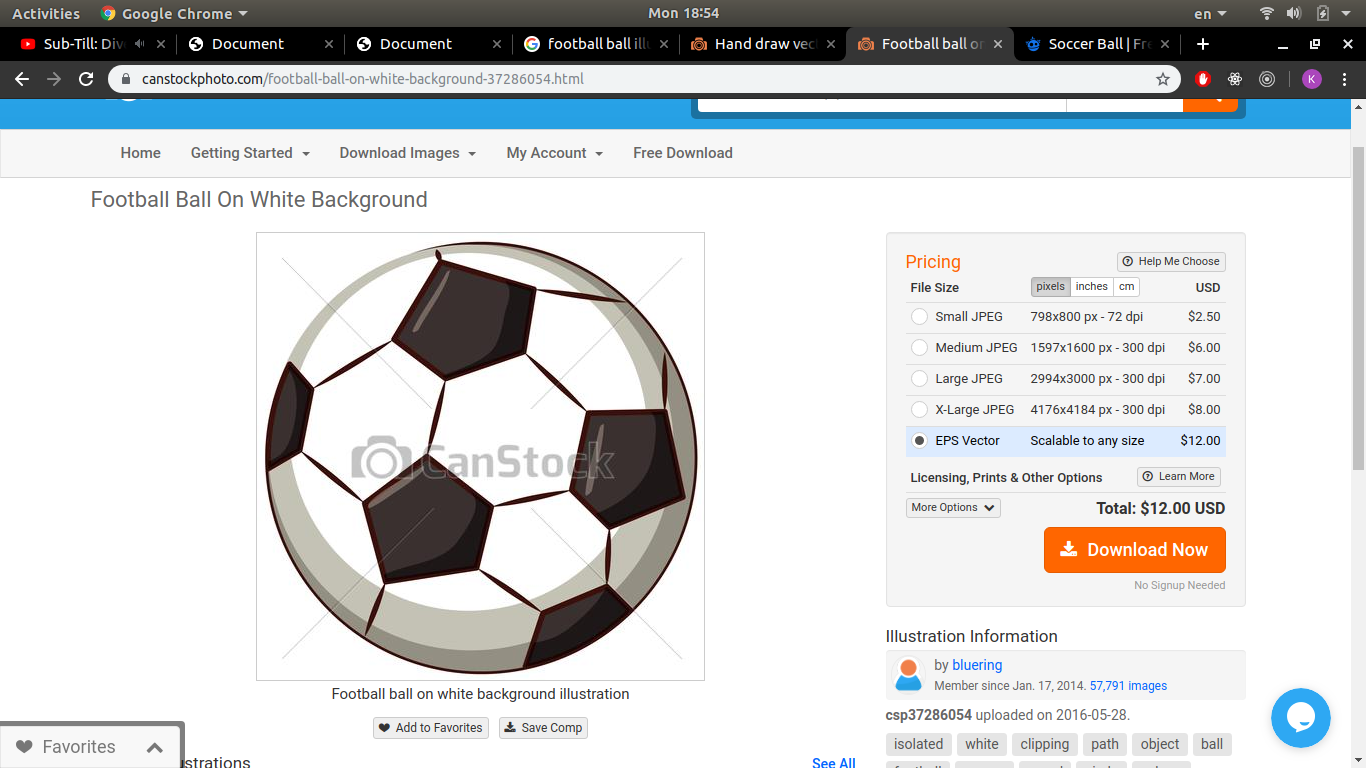 Activities Google Chrome Mon 18:54 en
Sub-Till: Div Document Document football ball ill Hand draw vec Football ball on Soccer Ball | Fre
canstockphoto.com/football-ball-on-white-background-37286054.html K
Home Getting Started Download Images My Account Free Download
Football Ball On White Background
CanStock
Football ball on white background illustration
Add to Favorites Save Comp
Favorites
ustrations See All
Pricing Help Me Choose
File Size pixels inches cm USD
Small JPEG 798x800 px - 72 dpi $2.50
Medium JPEG 1597x1600 px - 300 dpi $6.00
Large JPEG 2994x3000 px - 300 dpi $7.00
X-Large JPEG 4176x4184 px - 300 dpi $8.00
EPS Vector Scalable to any size $12.00
Licensing, Prints & Other Options Learn More
More Options Total: $12.00 USD
Download Now
No Signup Needed
Illustration Information
by bluering
Member since Jan. 17, 2014. 57,791 images
csp37286054 uploaded on 2016-05-28.
isolated white clipping path object ball